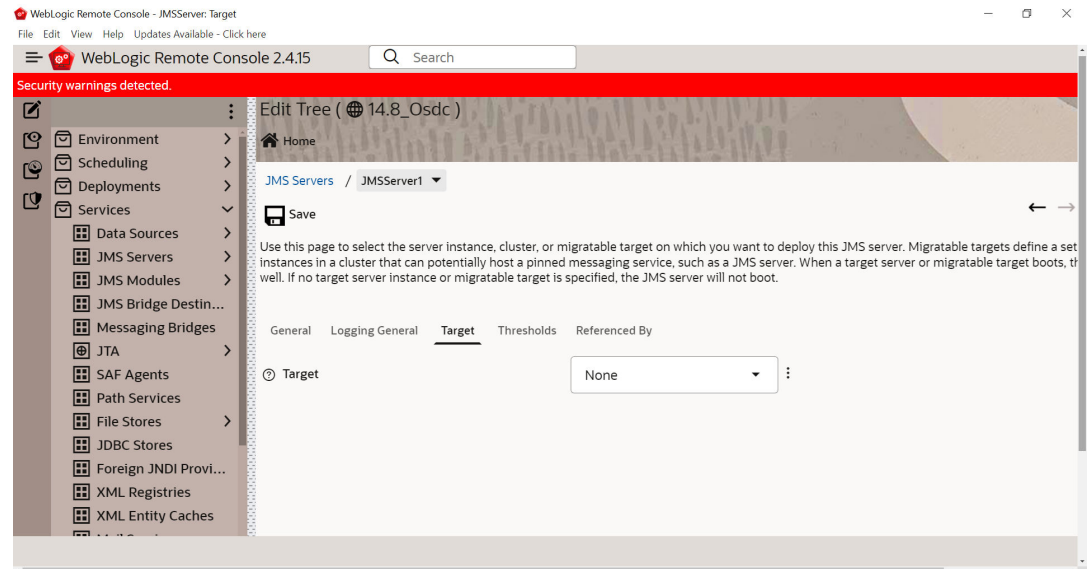 WebLogic Remote Console - JMSServer: Target
File Edit View Help Updates Available - Click here
WebLogic Remote Console 2.4.15
Search
Security warnings detected.
Edit Tree ( 14.8_Osdc )
Home
Environment
Scheduling
Deployments
Services
Data Sources
JMS Servers
JMS Modules
JMS Bridge Destin...
Messaging Bridges
JTA
SAF Agents
Path Services
File Stores
JDBC Stores
Foreign JNDI Provi...
XML Registries
XML Entity Caches
JMS Servers / JMSServer1
Save
Use this page to select the server instance, cluster, or migratable target on which you want to deploy this JMS server. Migratable targets define a set
instances in a cluster that can potentially host a pinned messaging service, such as a JMS server. When a target server or migratable target boots, th
well. If no target server instance or migratable target is specified, the JMS server will not boot.
General Logging General Target Thresholds Referenced By
Target
None